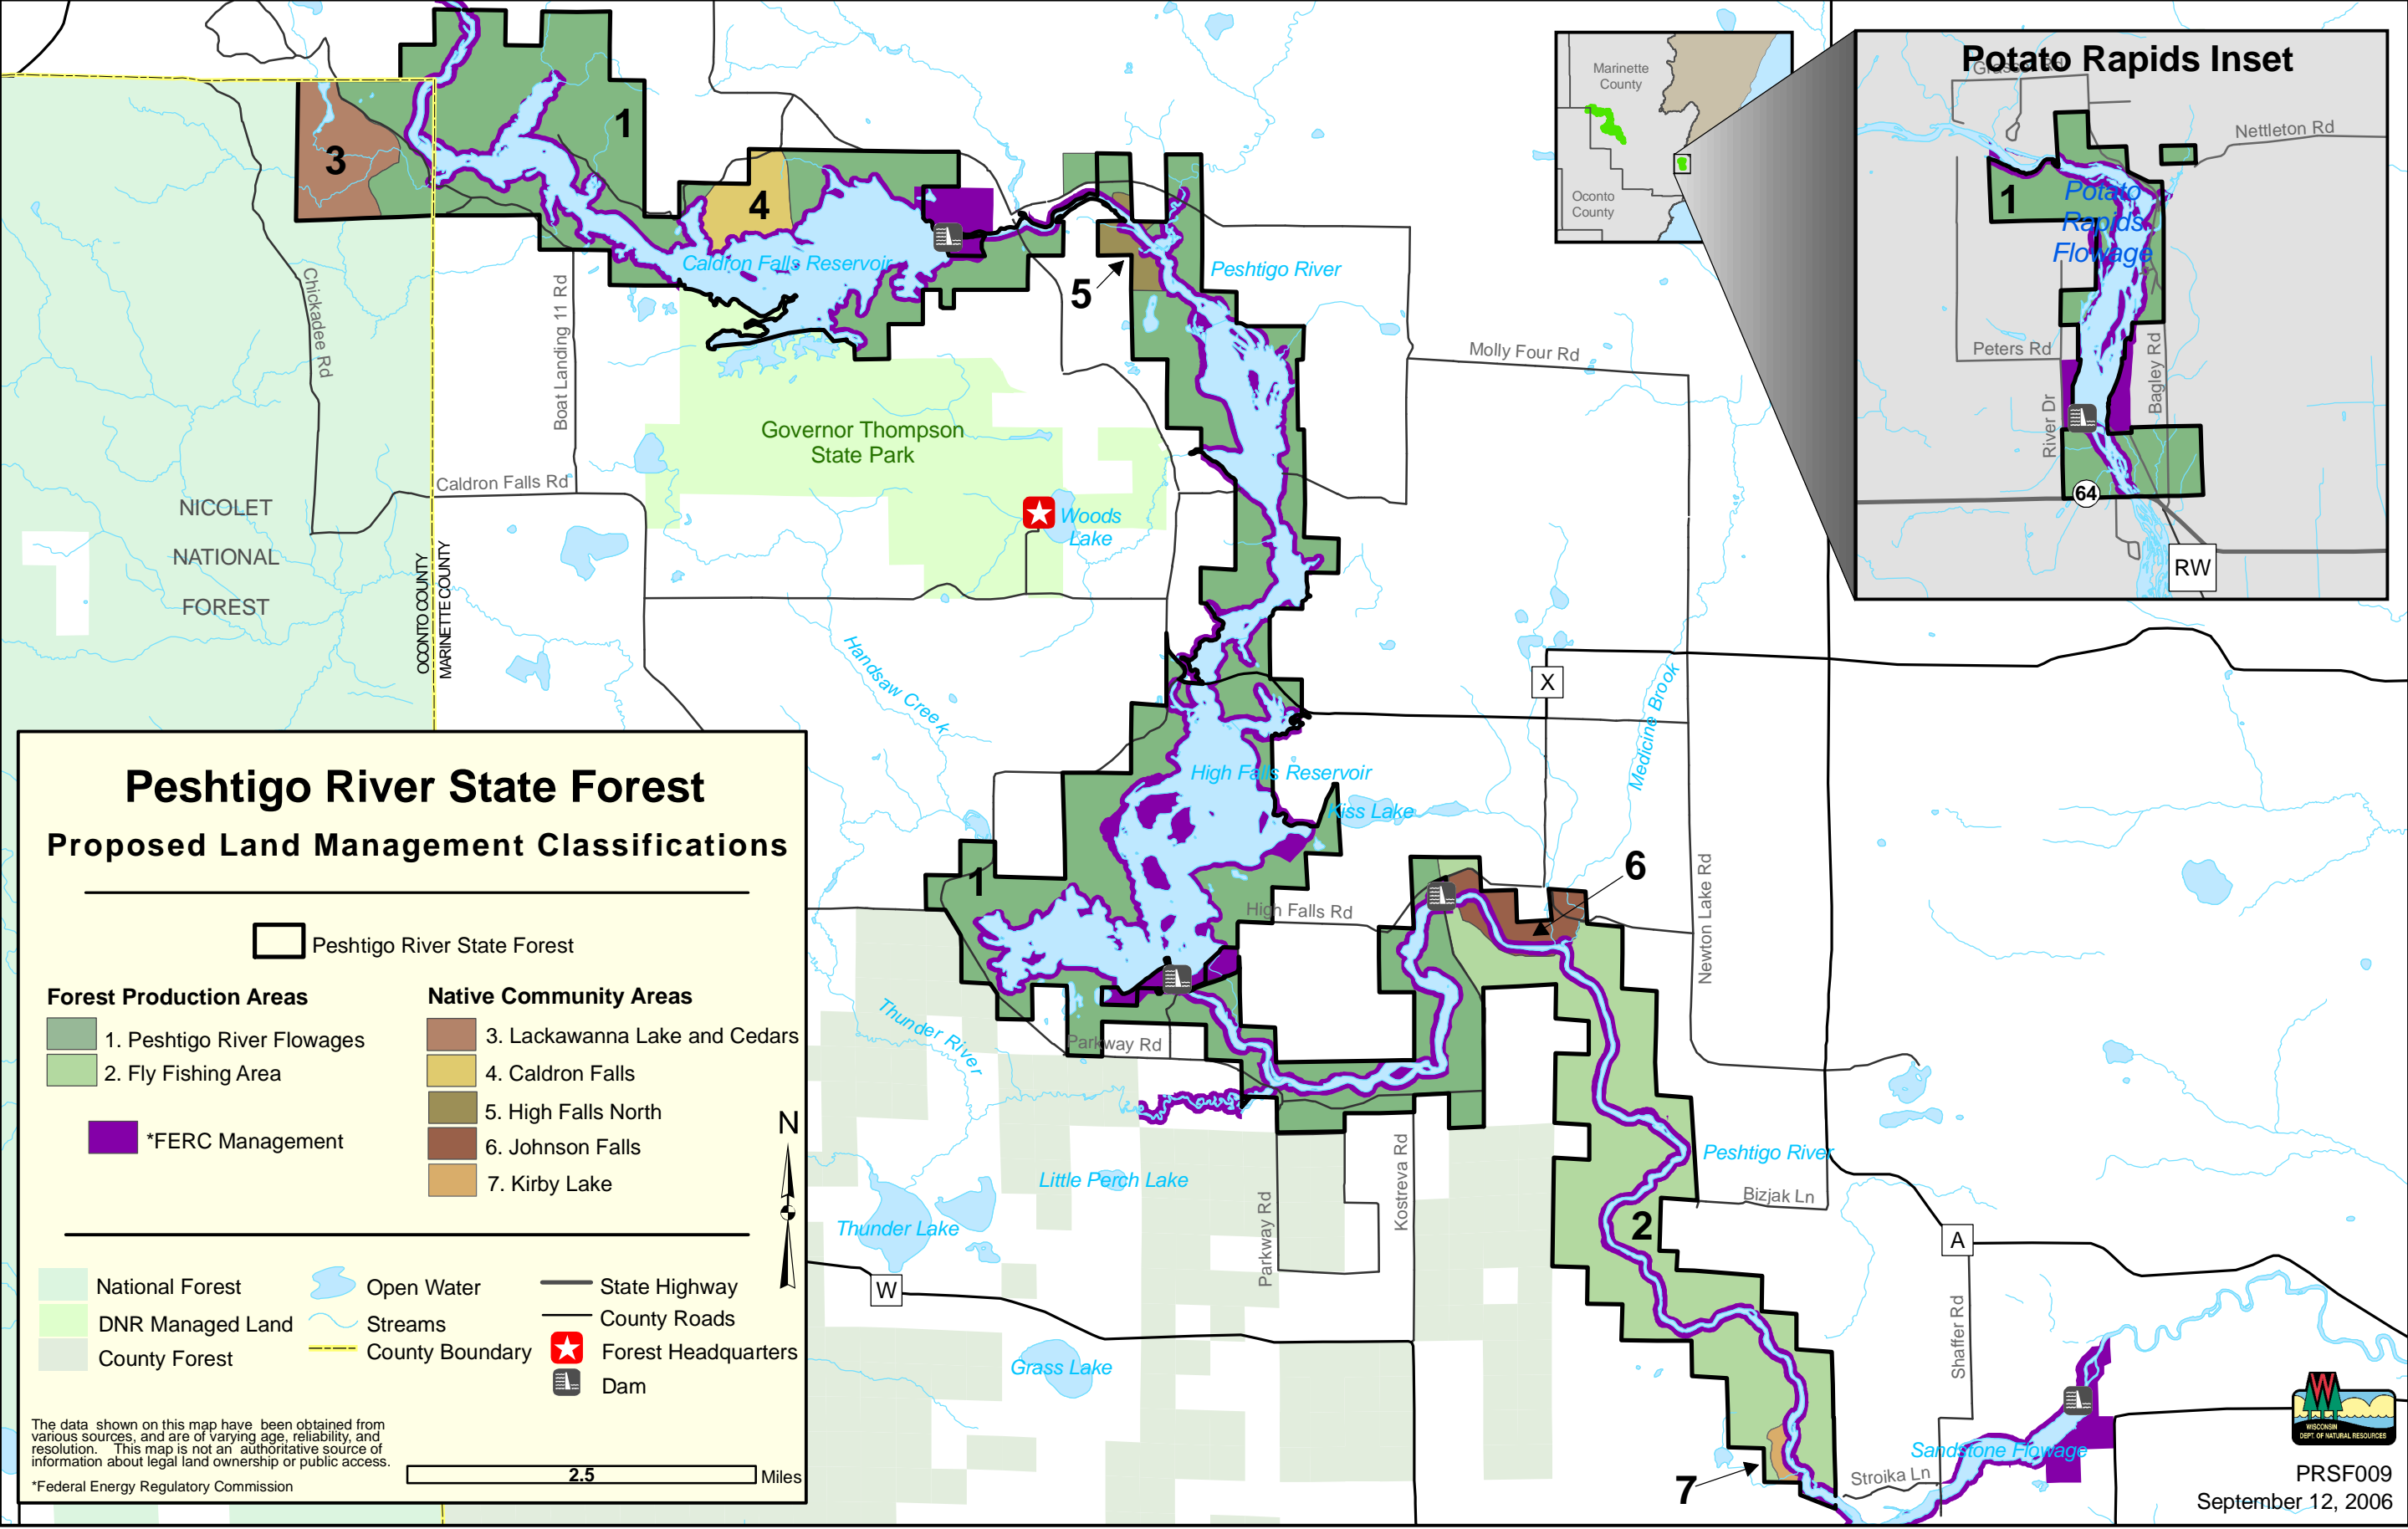 Potato Rapids Inset
Grasser Rd
Nettleton Rd
1
Potato
Rapids
Flowage
Peters Rd
Bagley Rd
River Dr
64
RW
Marinette
County
Oconto
County
1
3
4
5
Caldron Falls Reservoir
Peshtigo River
Chickadee Rd
Boat Landing 11 Rd
Molly Four Rd
Governor Thompson
State Park
Caldron Falls Rd
Woods
Lake
NICOLET
NATIONAL
FOREST
OCONTO COUNTY
MARINETTE COUNTY
Handsaw Creek
X
Medicine Brook
High Falls Reservoir
Kiss Lake
1
6
High Falls Rd
Newton Lake Rd
Thunder River
Parkway Rd
Little Perch Lake
Thunder Lake
Parkway Rd
Kostreva Rd
Peshtigo River
Bizjak Ln
2
A
W
Shaffer Rd
Grass Lake
Sandstone Flowage
Stroika Ln
7
Peshtigo River State Forest
Proposed Land Management Classifications
Peshtigo River State Forest
Forest Production Areas
1. Peshtigo River Flowages
2. Fly Fishing Area
*FERC Management
Native Community Areas
3. Lackawanna Lake and Cedars
4. Caldron Falls
5. High Falls North
6. Johnson Falls
7. Kirby Lake
N
National Forest
DNR Managed Land
County Forest
Open Water
Streams
County Boundary
State Highway
County Roads
Forest Headquarters
Dam
The data shown on this map have been obtained from
various sources, and are of varying age, reliability, and
resolution. This map is not an authoritative source of
information about legal land ownership or public access.
*Federal Energy Regulatory Commission
2.5
Miles
W
WISCONSIN
DEPT. OF NATURAL RESOURCES
PRSF009
September 12, 2006